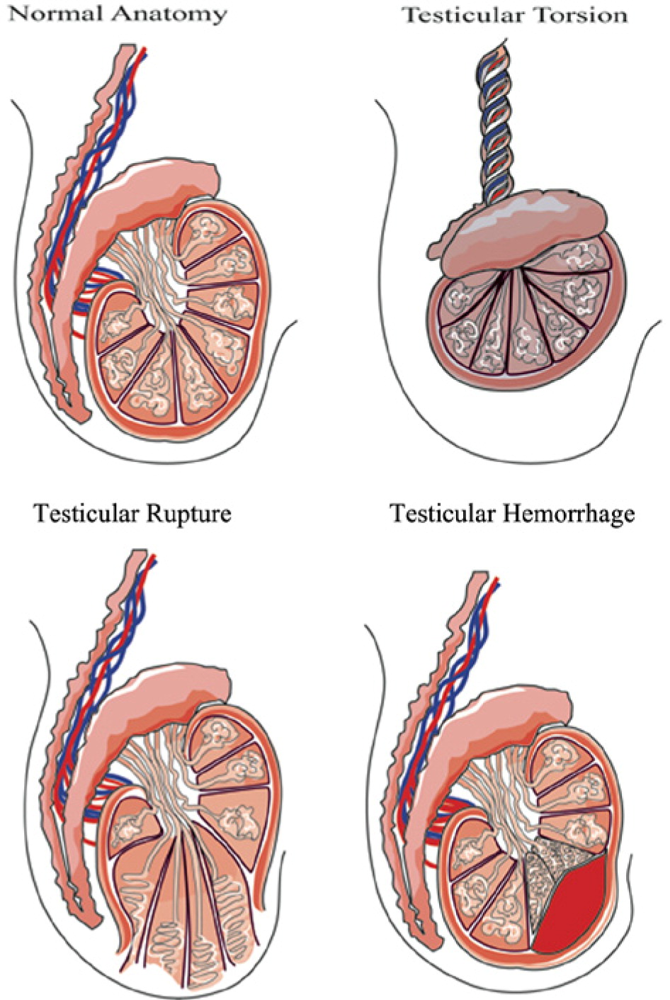 Normal Anatomy
Testicular Torsion
Testicular Rupture
Testicular Hemorrhage